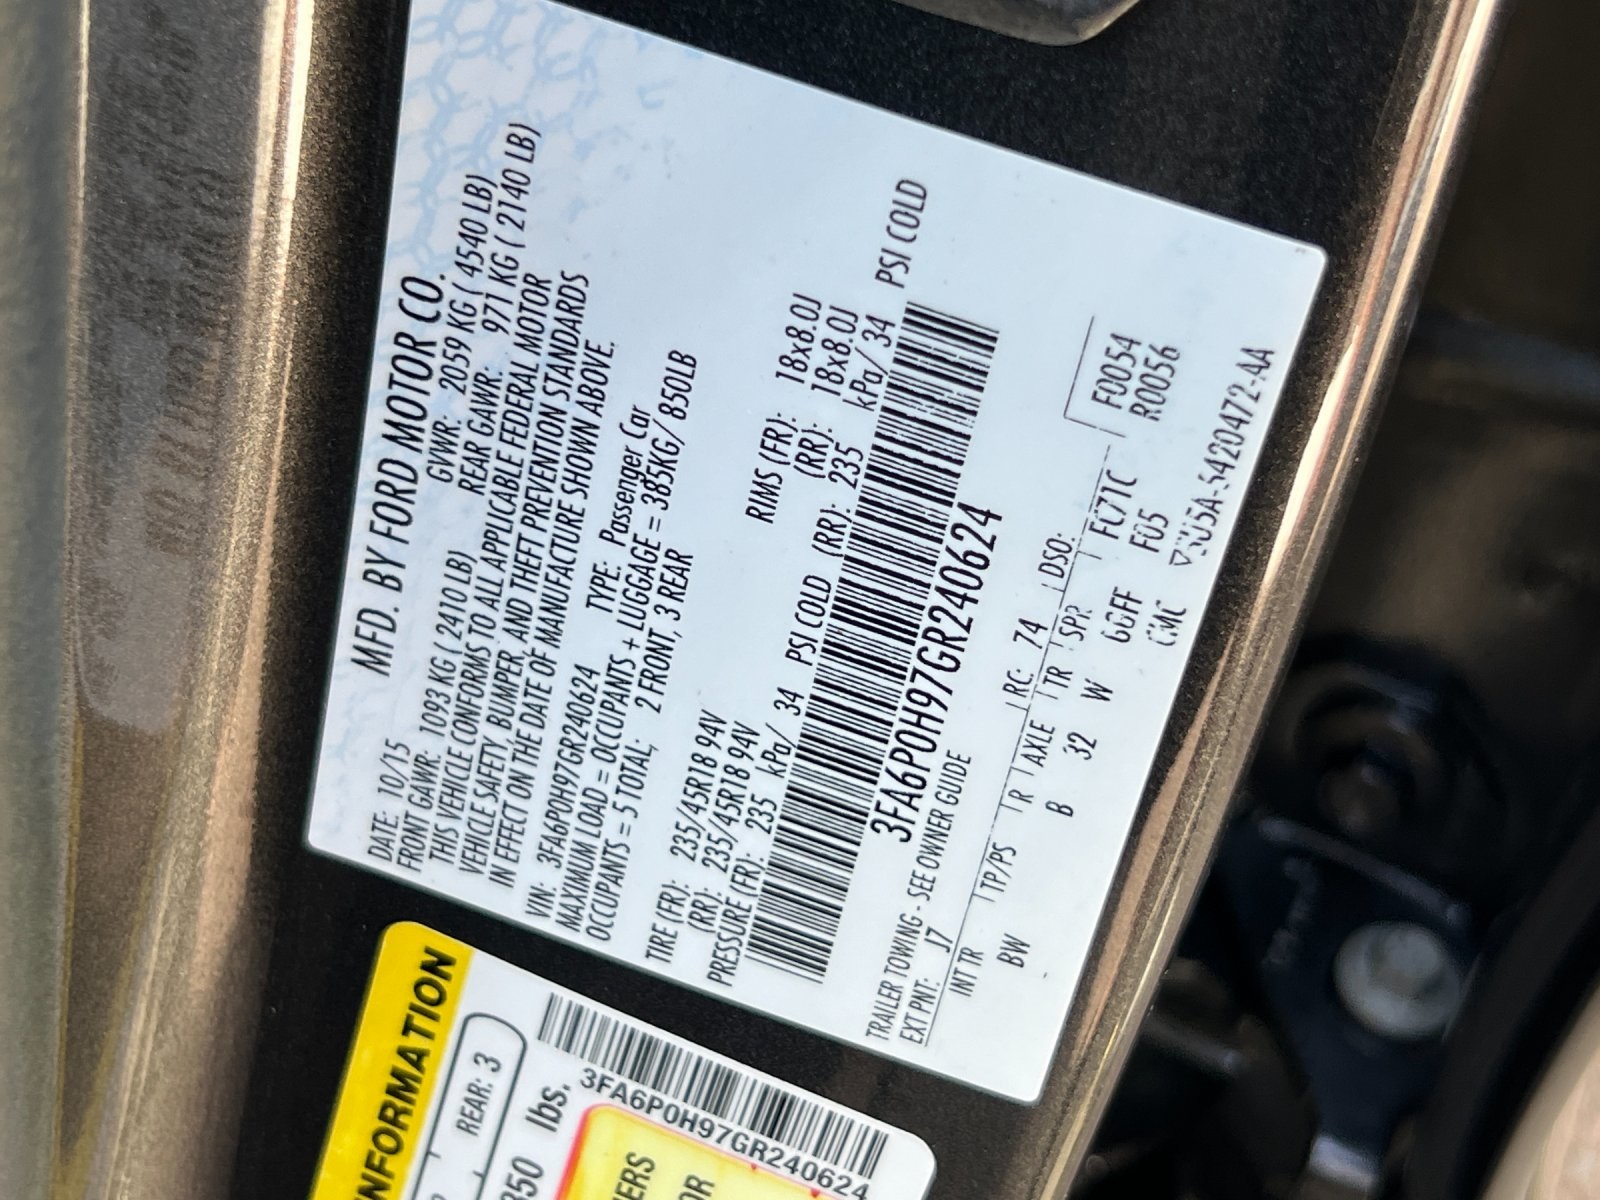 MFD. BY FORD MOTOR CO.
DATE: 10/15 GVWR: 2059 KG ( 4540 LB)
FRONT GAWR: 1093 KG ( 2410 LB) REAR GAWR: 971 KG ( 2140 LB)
THIS VEHICLE CONFORMS TO ALL APPLICABLE FEDERAL MOTOR
VEHICLE SAFETY, BUMPER, AND THEFT PREVENTION STANDARDS
IN EFFECT ON THE DATE OF MANUFACTURE SHOWN ABOVE.
VIN: 3FA6P0H97GR240624 TYPE: Passenger Car
MAXIMUM LOAD = OCCUPANTS + LUGGAGE = 385KG/ 850LB
OCCUPANTS = 5 TOTAL; 2 FRONT, 3 REAR
TIRE (FR): 235/45R18 94V RIMS (FR): 18x8.0J
(RR): 235/45R18 94V (RR): 18x8.0J
PRESSURE (FR): 235 kPa/ 34 PSI COLD (RR): 235 kPa/ 34 PSI COLD
3FA6P0H97GR240624
TRAILER TOWING - SEE OWNER GUIDE
EXT PNT: J7 RC: 74 DSO: F0054
R0056
INT TR TP/PS R AXLE TR SPR
BW B 32 W 6GFF F05
CMC 5420472-AA
INFORMATION
REAR: 3
850 lbs.
3FA6P0H97GR240624